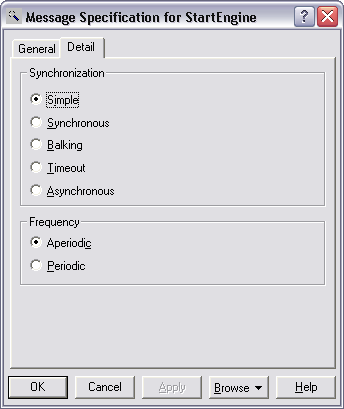 Message Specification for StartEngine
General Detail
Synchronization
Simple
Synchronous
Balking
Timeout
Asynchronous
Frequency
Aperiodic
Periodic
OK Cancel Apply Browse Help